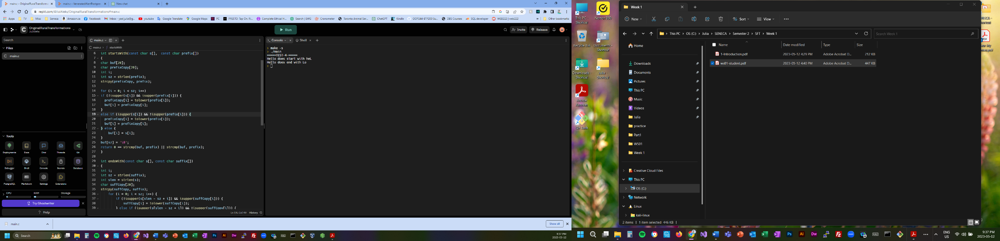 main.c - OriginalRuralTransforma
main.c - VeneratedAlertPostgres
New chat
replit.com/@JulAleks/OriginalRuralTransformations#main.c
Apps
TV
Misc
Seneca
Amazon.ca
Facebook
Inbox - yael.julia@g...
youtube
Google Translate
Google Maps
PC
PRESTO: Tap On. Ri...
Complete Ethical H...
Search | EWG
Cronometer
Toronto Animal Ser...
ChatGPT
Kindle
OOP244-BTP200 Su...
DBS Courses
SQL developer
WEB222 | web222
Other bookmarks
OriginalRuralTransformations
JulAleks
Run
Invite
Release
Search
Files
main.c
Tools
Deployments
Docs
Chat
Threads
Git
Debugger
Shell
Console
Secrets
Database
PostgreSQL
Markdown
Settings
Extensions
CPU
RAM
Storage
Try Ghostwriter
? Help
main.c
main.c > startsWith
6 int startsWith(const char s[], const char prefix[])
7 {
8 char buf[20];
9 char prefixCopy[20];
10 int i;
11 int sz = strlen(prefix);
12 strcpy(prefixCopy, prefix);
13
14 for (i = 0; i < sz; i++)
15 if (!isupper(s[i]) && isupper(prefix[i])) {
16 prefixCopy[i] = tolower(prefix[i]);
17 buf[i] = prefixCopy[i];
18 }
19 else if (isupper(s[i]) && !isupper(prefix[i])) {
20 prefixCopy[i] = tolower(prefix[i]);
21 buf[i] = prefixCopy[i];
22 } else {
23 buf[i] = s[i];
24 }
25 buf[sz] = '\0';
26 return 0 == strcmp(buf, prefix) || strcmp(buf, prefix);
27 }
28
29 int endsWith(const char s[], const char suffix[])
30 {
31 int i;
32 int sz = strlen(suffix);
33 int slen = strlen(s);
34 char suffCopy[20];
35 strcpy(suffCopy, suffix);
36 for (i = 0; i < sz; i++) {
37 if (!isupper(s[slen - sz + i]) && isupper(suffix[i])) {
38 suffCopy[i] = tolower(suffCopy[i]);
39 } else if (isupper(s[slen - sz + i]) && !isupper(suffCopy[i])) {
Ln 19, Col 49 History
Console
Shell
> make -s
> ./main
=====TEST-4-=====
Hello does start with heL
Hello does end with Lo
>
main.c
Show all
Search
9:37 PM
2023-05-12
This PC - Shortcut
Norton 360
Recycle Bin
Documents - Shortcut
Downloads - Shortcut
Julia - Shortcut
Adobe Acrobat
Git Bash
Week 1
New
Sort
View
This PC > OS (C:) > Julia > SENECA > Semester 2 > SFT > Week 1
Search Week 1
Home
Downloads
Documents
Pictures
This PC
Music
Videos
Julia
practice
Part1
WS01
Week 1
Creative Cloud Files
This PC
OS (C:)
Network
Linux
kali-linux
Name Date modified Type Size
1-Introduction.pdf 2023-05-12 4:29 PM Adobe Acrobat D... 212 KB
ws01-student.pdf 2023-05-12 4:40 PM Adobe Acrobat D... 447 KB
2 items | 1 item selected 446 KB |
ENG
US
9:37 PM
2023-05-12